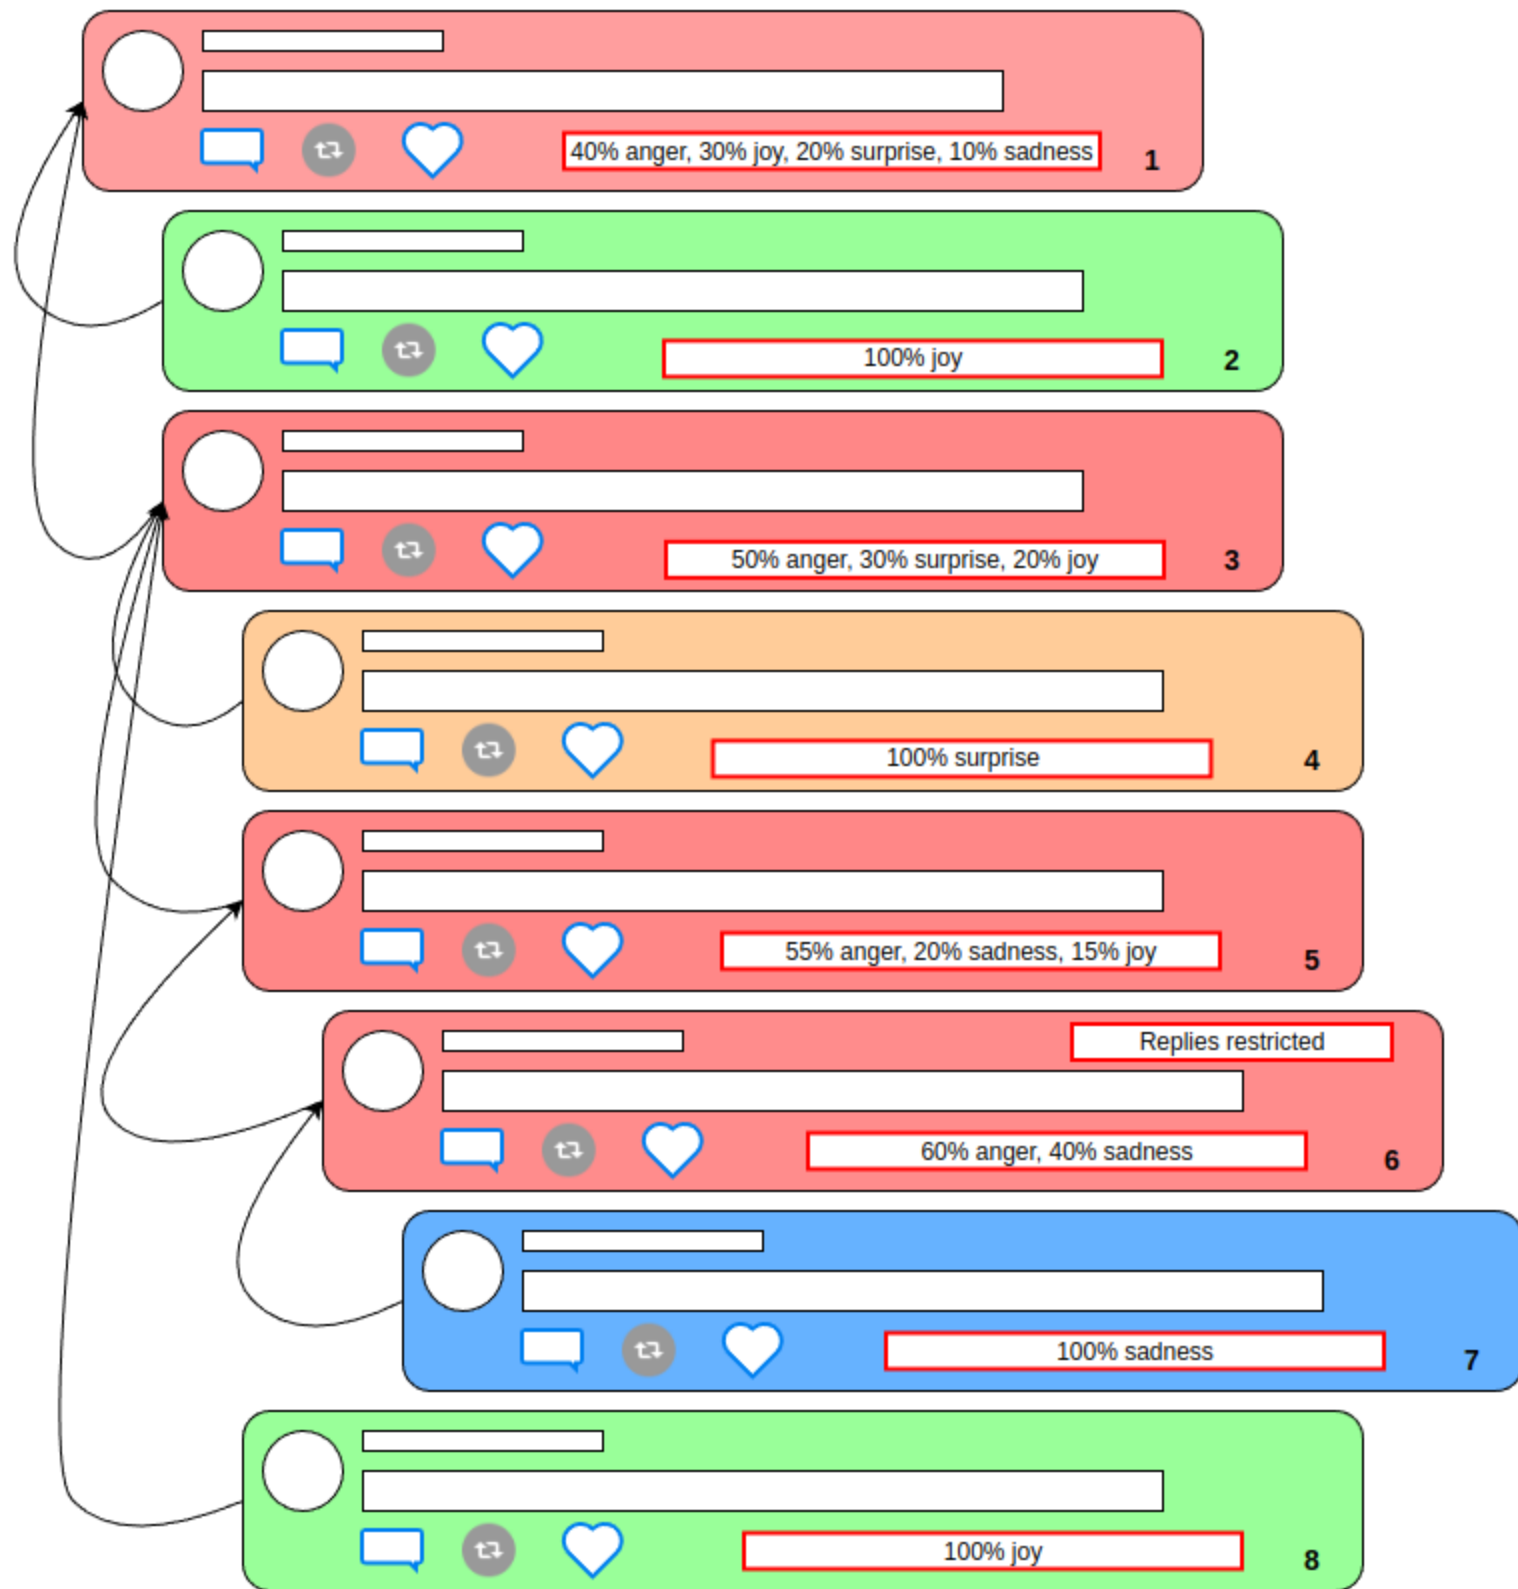 40% anger, 30% joy, 20% surprise, 10% sadness
1
100% joy
2
50% anger, 30% surprise, 20% joy
3
100% surprise
4
55% anger, 20% sadness, 15% joy
5
Replies restricted
60% anger, 40% sadness
6
100% sadness
7
100% joy
8